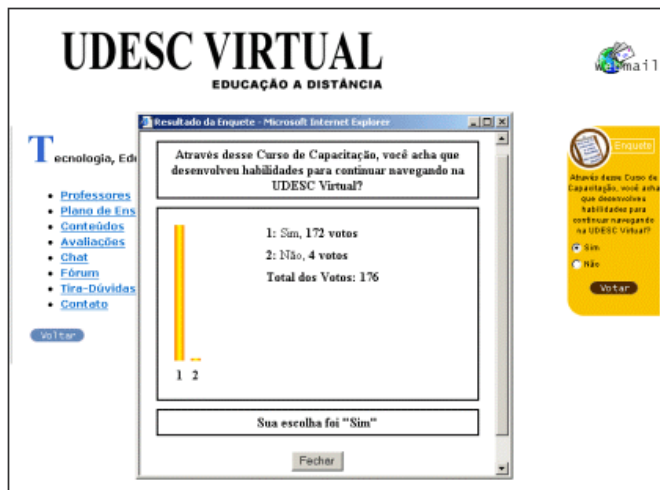 UDESC VIRTUAL
EDUCAÇÃO A DISTÂNCIA
webmail
Resultado da Enquete - Microsoft Internet Explorer
Através desse Curso de Capacitação, você acha que
desenvolveu habilidades para continuar navegando na
UDESC Virtual?
Tecnologia, Edu
Professores
Plano de Ens
Conteúdos
Avaliações
Chat
Fórum
Tira-Dúvidas
Contato
Voltar
1: Sim, 172 votos
2: Não, 4 votos
Total dos Votos: 176
1 2
Sua escolha foi "Sim"
Fechar
Enquete
Através desse Curso de
Capacitação, você acha
que desenvolveu
habilidades para
continuar navegando
na UDESC Virtual?
Sim
Não
Votar